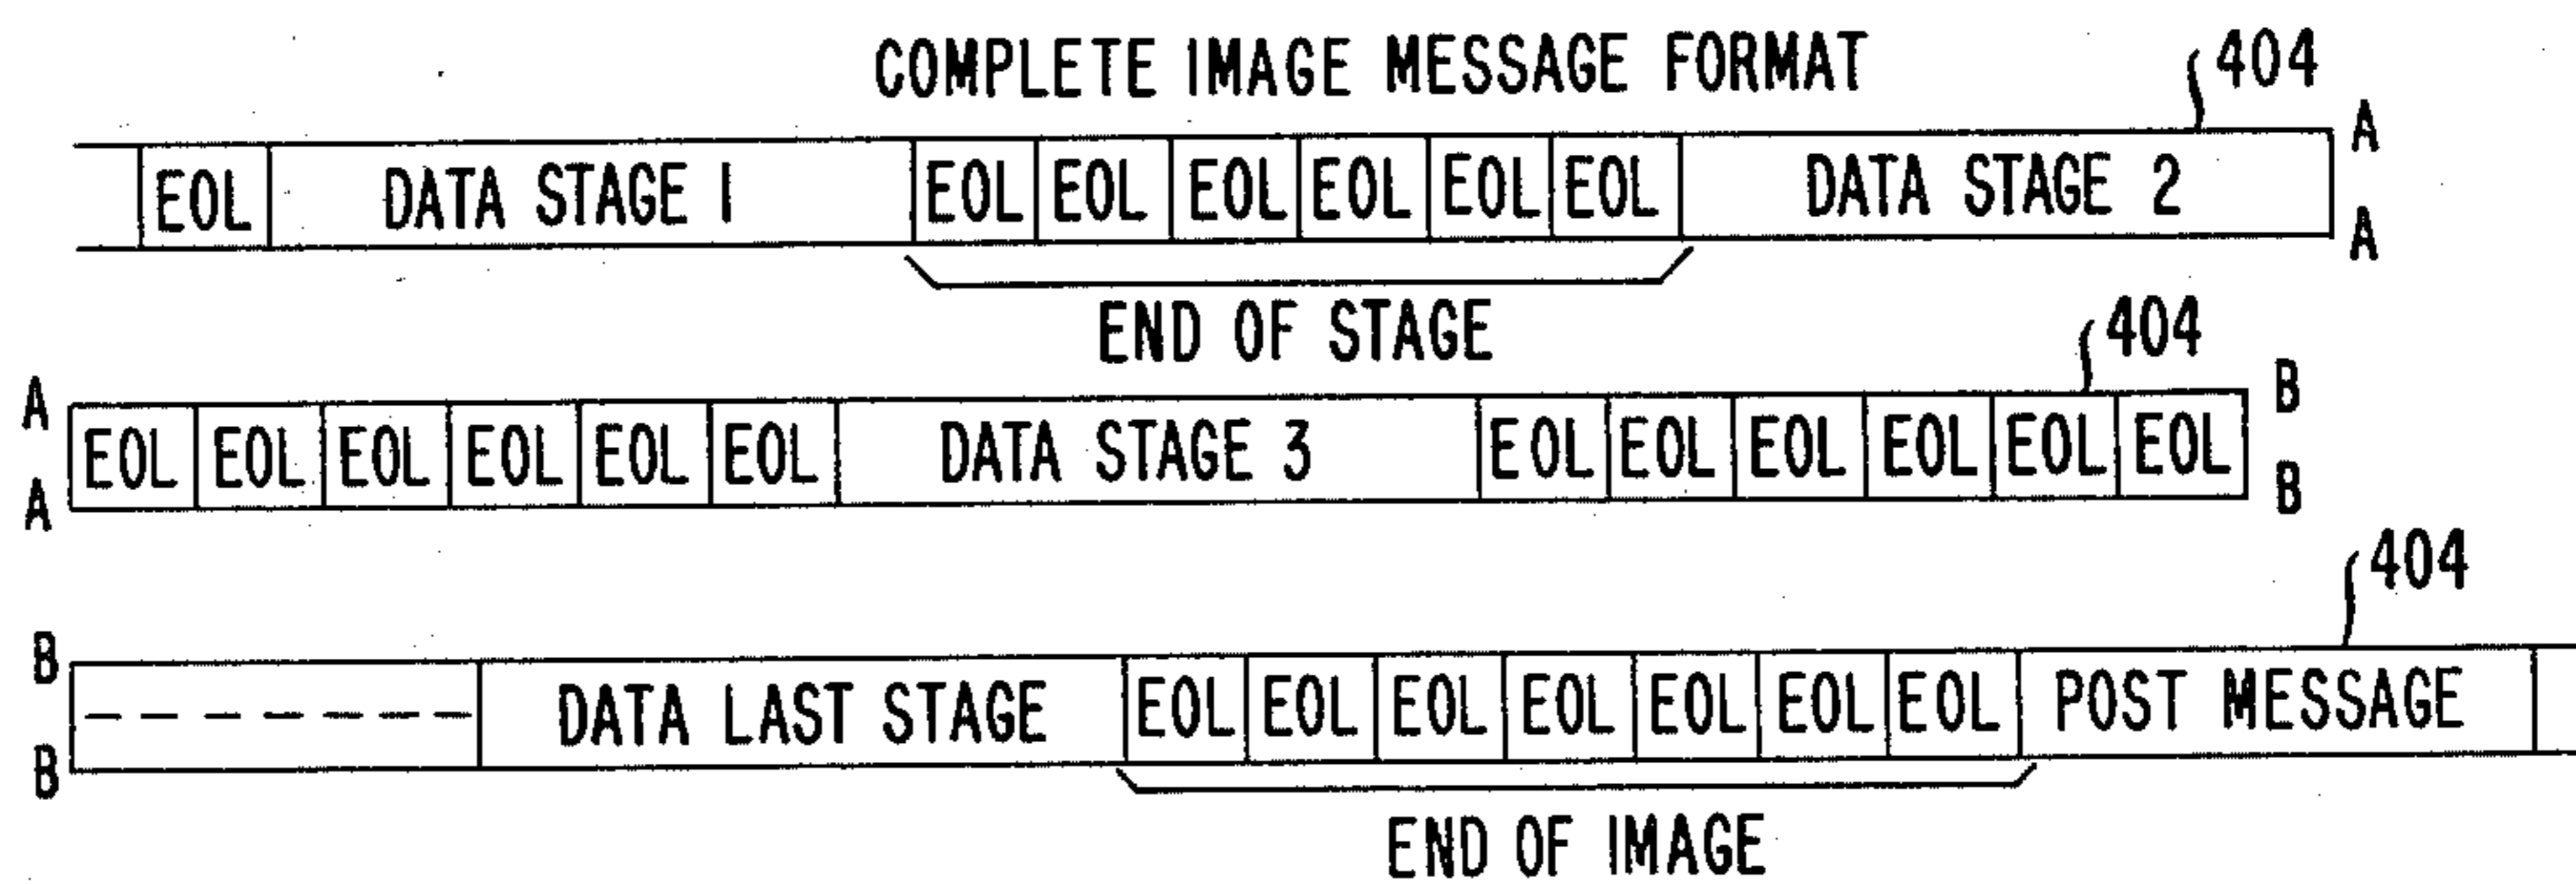 COMPLETE IMAGE MESSAGE FORMAT
404
A
EOL DATA STAGE 1 EOL EOL EOL EOL EOL EOL DATA STAGE 2
A
END OF STAGE
404
A B
EOL EOL EOL EOL EOL EOL DATA STAGE 3 EOL EOL EOL EOL EOL EOL
A B
404
B
DATA LAST STAGE EOL EOL EOL EOL EOL EOL EOL POST MESSAGE
B
END OF IMAGE